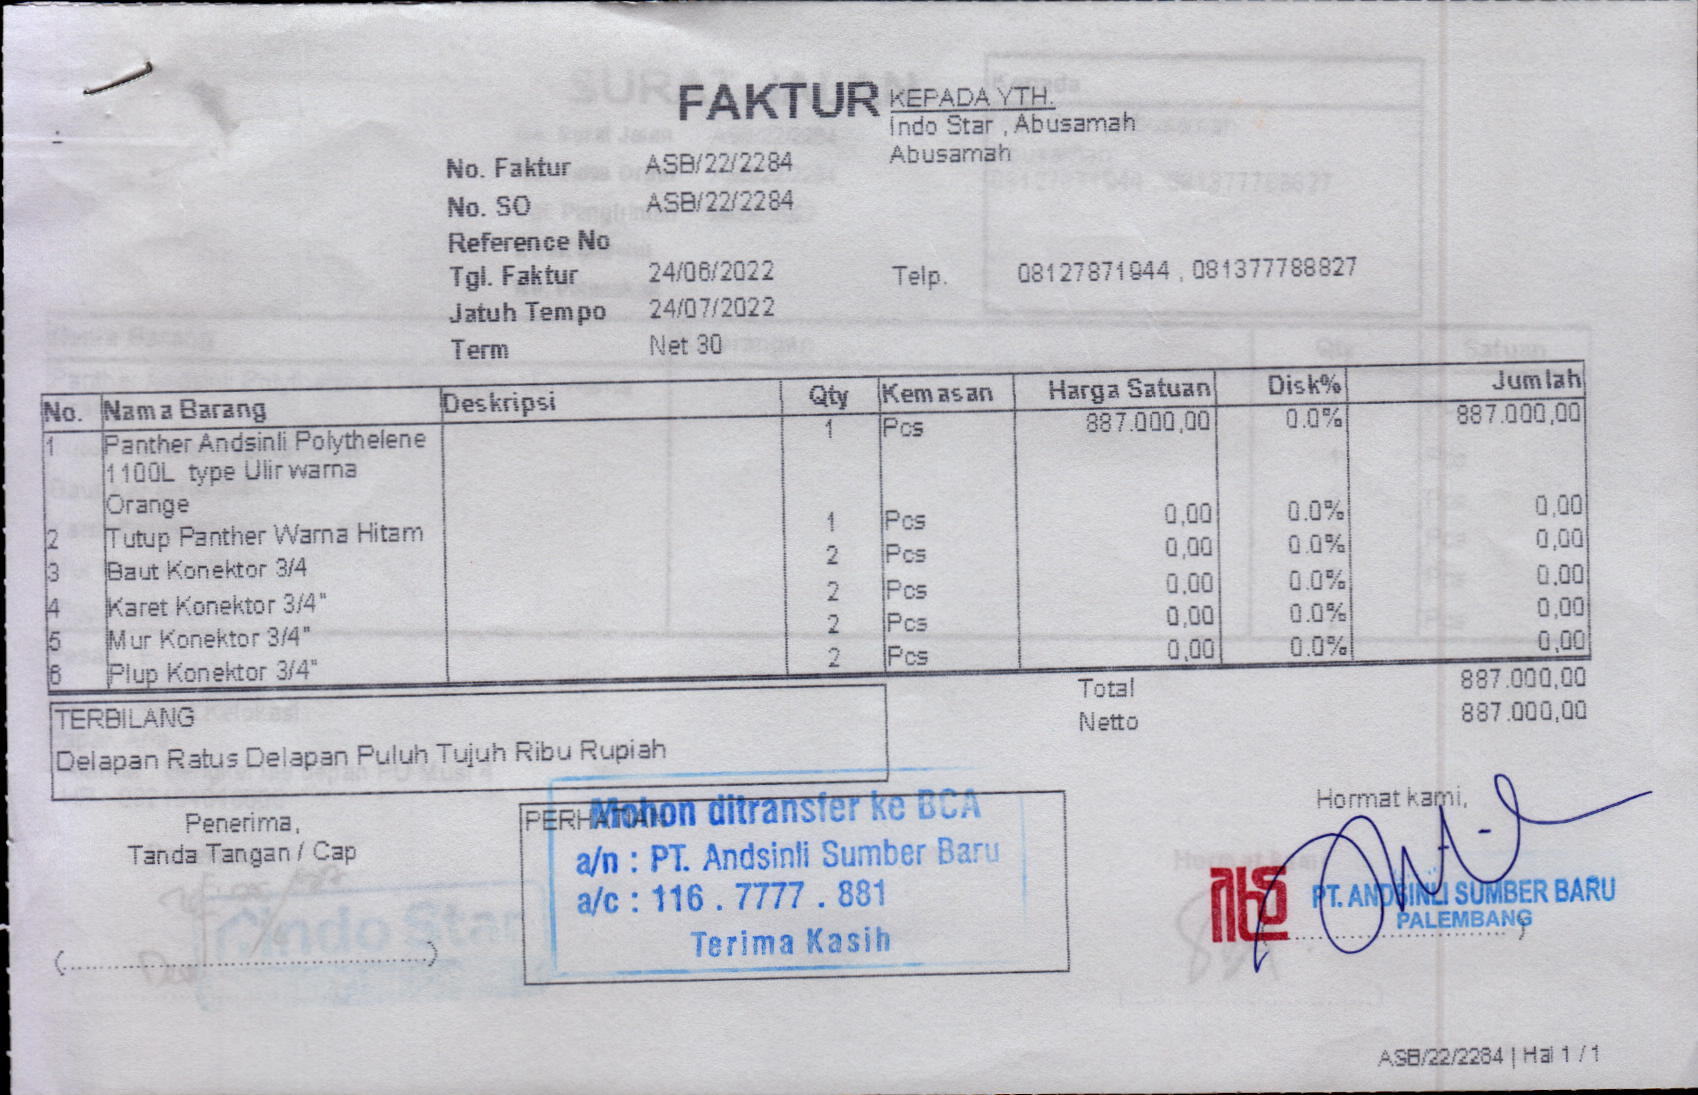 FAKTUR
KEPADA YTH.
Indo Star , Abusamah
Abusamah
No. Faktur ASB/22/2284
No. SO ASB/22/2284
Reference No
Tgl. Faktur 24/06/2022
Jatuh Tempo 24/07/2022
Term Net 30
Telp. 08127871944 , 081377788827
No. Nama Barang Deskripsi Qty Kemasan Harga Satuan Disk% Jumlah
1 Panther Andsinli Polythelene 1 Pcs 887.000,00 0.0% 887.000,00
1100L type Ulir warna
Orange
2 Tutup Panther Warna Hitam 1 Pcs 0,00 0.0% 0,00
3 Baut Konektor 3/4 2 Pcs 0,00 0.0% 0,00
4 Karet Konektor 3/4" 2 Pcs 0,00 0.0% 0,00
5 Mur Konektor 3/4" 2 Pcs 0,00 0.0% 0,00
6 Plup Konektor 3/4" 2 Pcs 0,00 0.0% 0,00
Total 887.000,00
Netto 887.000,00
TERBILANG
Delapan Ratus Delapan Puluh Tujuh Ribu Rupiah
Penerima,
Tanda Tangan / Cap
(........................................)
PERHATIAN
Mohon ditransfer ke BCA
a/n : PT. Andsinli Sumber Baru
a/c : 116 . 7777 . 881
Terima Kasih
Hormat kami,
PT. ANDSINLI SUMBER BARU
PALEMBANG
Indo Star
ASB/22/2284 | Hal 1 / 1